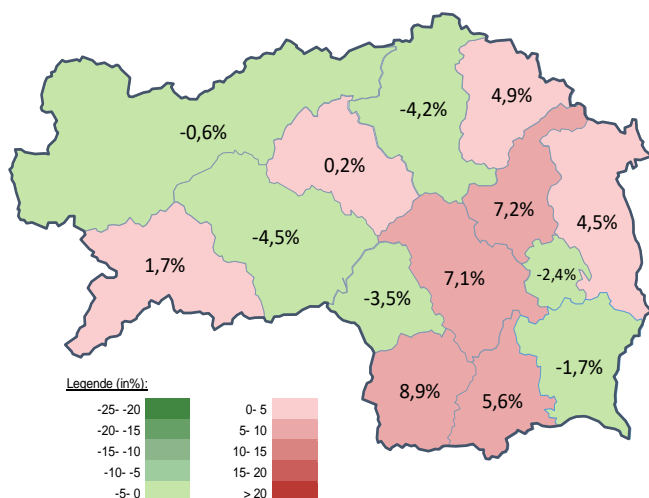 4,9%
-4,2%
-0,6%
0,2%
7,2%
4,5%
-4,5%
1,7%
7,1%
-2,4%
-3,5%
-1,7%
8,9%
5,6%
Legende (in%):
-25- -20 0- 5
-20- -15 5- 10
-15- -10 10- 15
-10- -5 15- 20
-5- 0 > 20